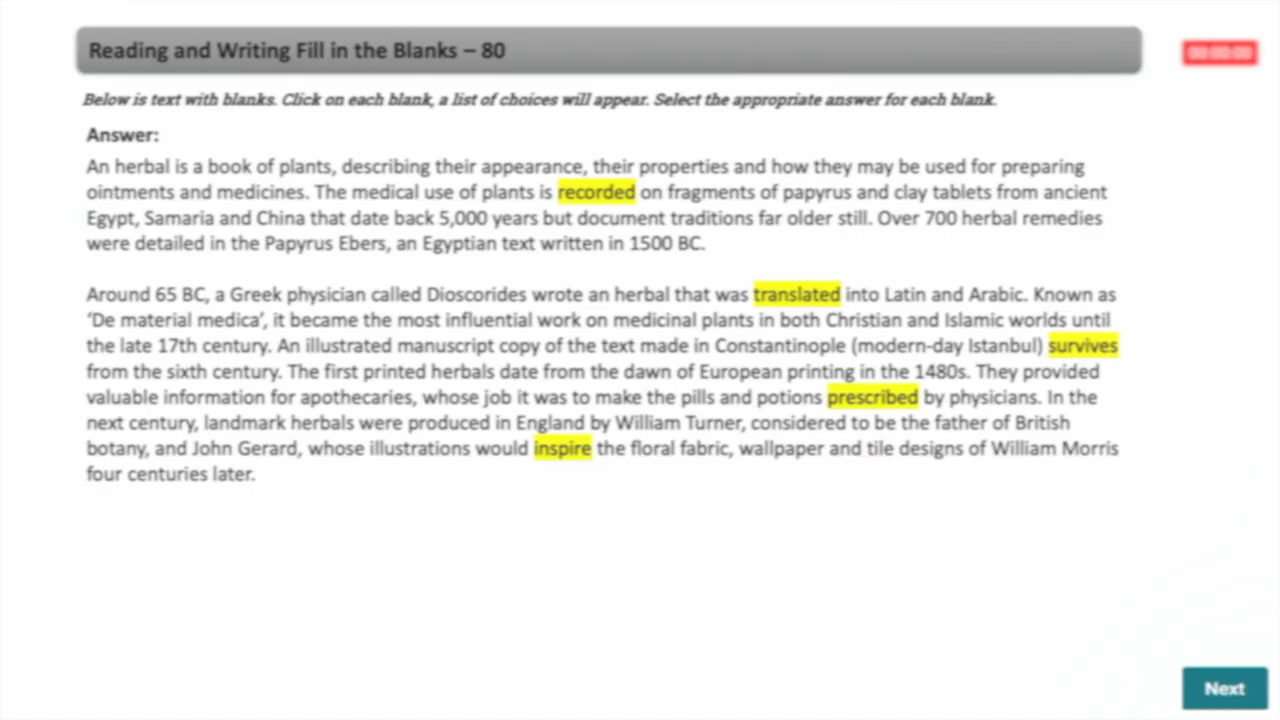 Reading and Writing Fill in the Blanks – 80
Below is text with blanks. Click on each blank, a list of choices will appear. Select the appropriate answer for each blank.
Answer:
An herbal is a book of plants, describing their appearance, their properties and how they may be used for preparing
ointments and medicines. The medical use of plants is recorded on fragments of papyrus and clay tablets from ancient
Egypt, Samaria and China that date back 5,000 years but document traditions far older still. Over 700 herbal remedies
were detailed in the Papyrus Ebers, an Egyptian text written in 1500 BC.
Around 65 BC, a Greek physician called Dioscorides wrote an herbal that was translated into Latin and Arabic. Known as
‘De material medica’, it became the most influential work on medicinal plants in both Christian and Islamic worlds until
the late 17th century. An illustrated manuscript copy of the text made in Constantinople (modern-day Istanbul) survives
from the sixth century. The first printed herbals date from the dawn of European printing in the 1480s. They provided
valuable information for apothecaries, whose job it was to make the pills and potions prescribed by physicians. In the
next century, landmark herbals were produced in England by William Turner, considered to be the father of British
botany, and John Gerard, whose illustrations would inspire the floral fabric, wallpaper and tile designs of William Morris
four centuries later.
Next